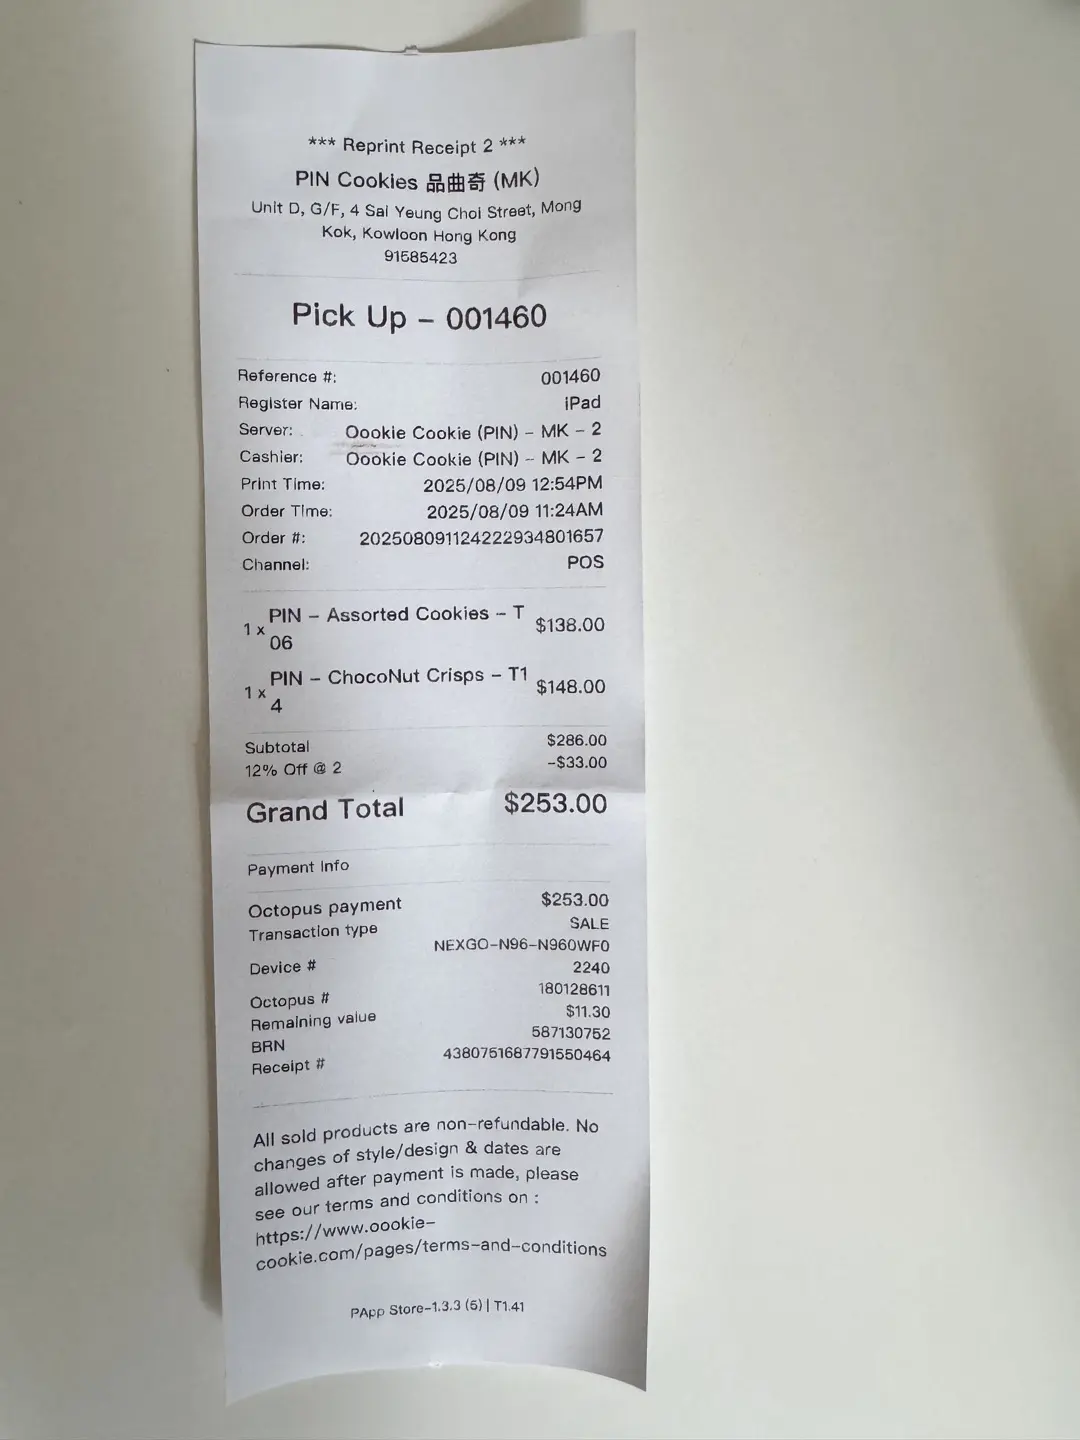 *** Reprint Receipt 2 ***
PIN Cookies 品曲奇 (MK)
Unit D, G/F, 4 Sai Yeung Choi Street, Mong
Kok, Kowloon Hong Kong
91585423
Pick Up - 001460
Reference #: 001460
Register Name: iPad
Server: Oookie Cookie (PIN) - MK - 2
Cashier: Oookie Cookie (PIN) - MK - 2
Print Time: 2025/08/09 12:54PM
Order Time: 2025/08/09 11:24AM
Order #: 20250809112422293480​1657
Channel: POS
1 x PIN - Assorted Cookies - T $138.00
06
1 x PIN - ChocoNut Crisps - T1 $148.00
4
Subtotal $286.00
12% Off @ 2 -$33.00
Grand Total $253.00
Payment Info
Octopus payment $253.00
Transaction type SALE
NEXGO-N96-N960WF0
Device # 2240
Octopus # 180128611
Remaining value $11.30
BRN 587130752
Receipt # 4380751687791550464
All sold products are non-refundable. No
changes of style/design & dates are
allowed after payment is made, please
see our terms and conditions on :
https://www.oookie-
cookie.com/pages/terms-and-conditions
PApp Store-1.3.3 (5) | T1.41